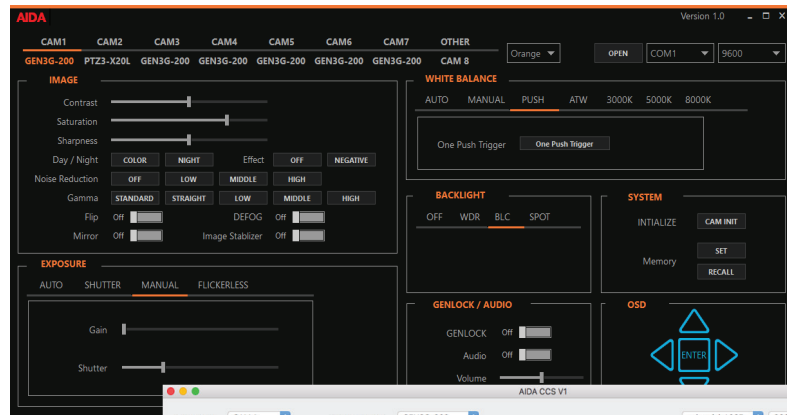 AIDA
Version 1.0
CAM1 CAM2 CAM3 CAM4 CAM5 CAM6 CAM7 OTHER
GEN3G-200 PTZ3-X20L GEN3G-200 GEN3G-200 GEN3G-200 GEN3G-200 GEN3G-200 CAM 8
Orange
OPEN
COM1
9600
IMAGE
Contrast
Saturation
Sharpness
Day / Night COLOR NIGHT Effect OFF NEGATIVE
Noise Reduction OFF LOW MIDDLE HIGH
Gamma STANDARD STRAIGHT LOW MIDDLE HIGH
Flip Off DEFOG Off
Mirror Off Image Stablizer Off
WHITE BALANCE
AUTO MANUAL PUSH ATW 3000K 5000K 8000K
One Push Trigger One Push Trigger
BACKLIGHT
OFF WDR BLC SPOT
SYSTEM
INTIALIZE CAM INIT
Memory SET
RECALL
EXPOSURE
AUTO SHUTTER MANUAL FLICKERLESS
Gain
Shutter
GENLOCK / AUDIO
GENLOCK Off
Audio Off
Volume
OSD
ENTER
AIDA CCS V1